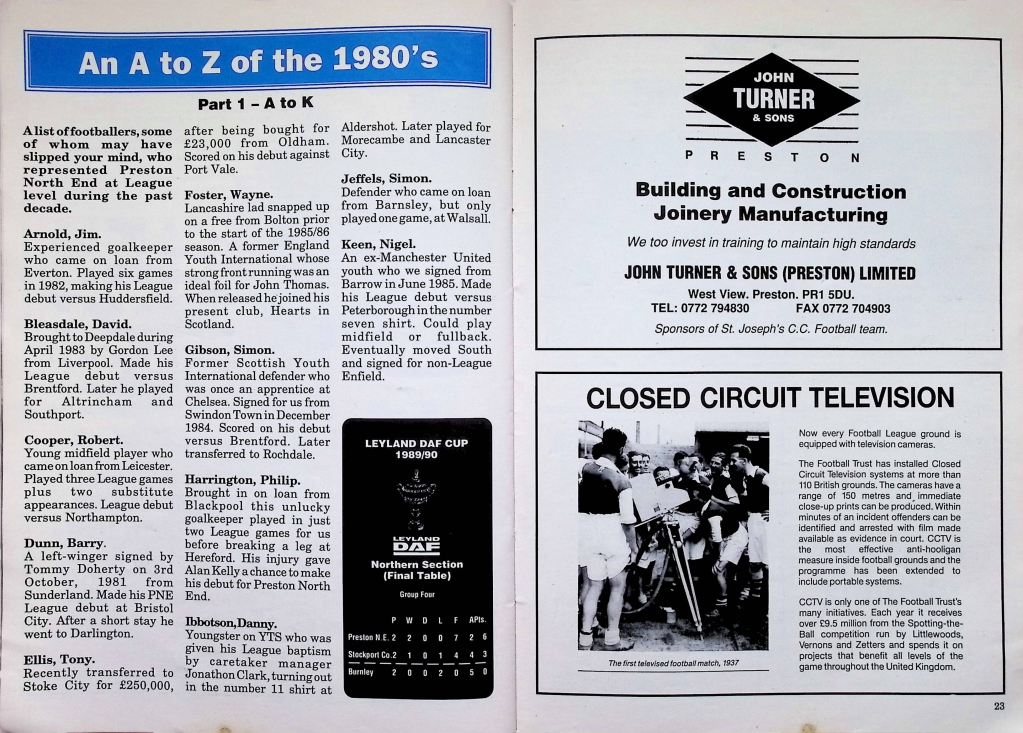 An A to Z of the 1980's
Part 1 – A to K
A list of footballers, some
of whom may have
slipped your mind, who
represented Preston
North End at League
level during the past
decade.
Arnold, Jim.
Experienced goalkeeper
who came on loan from
Everton. Played six games
in 1982, making his League
debut versus Huddersfield.
Bleasdale, David.
Brought to Deepdale during
April 1983 by Gordon Lee
from Liverpool. Made his
League debut versus
Brentford. Later he played
for Altrincham and
Southport.
Cooper, Robert.
Young midfield player who
came on loan from Leicester.
Played three League games
plus two substitute
appearances. League debut
versus Northampton.
Dunn, Barry.
A left-winger signed by
Tommy Doherty on 3rd
October, 1981 from
Sunderland. Made his PNE
League debut at Bristol
City. After a short stay he
went to Darlington.
Ellis, Tony.
Recently transferred to
Stoke City for £250,000,
after being bought for
£23,000 from Oldham.
Scored on his debut against
Port Vale.
Foster, Wayne.
Lancashire lad snapped up
on a free from Bolton prior
to the start of the 1985/86
season. A former England
Youth International whose
strong front running was an
ideal foil for John Thomas.
When released he joined his
present club, Hearts in
Scotland.
Gibson, Simon.
Former Scottish Youth
International defender who
was once an apprentice at
Chelsea. Signed for us from
Swindon Town in December
1984. Scored on his debut
versus Brentford. Later
transferred to Rochdale.
Harrington, Philip.
Brought in on loan from
Blackpool this unlucky
goalkeeper played in just
two League games for us
before breaking a leg at
Hereford. His injury gave
Alan Kelly a chance to make
his debut for Preston North
End.
Ibbotson,Danny.
Youngster on YTS who was
given his League baptism
by caretaker manager
Jonathon Clark, turning out
in the number 11 shirt at
Aldershot. Later played for
Morecambe and Lancaster
City.
Jeffels, Simon.
Defender who came on loan
from Barnsley, but only
played one game, at Walsall.
Keen, Nigel.
An ex-Manchester United
youth who we signed from
Barrow in June 1985. Made
his League debut versus
Peterborough in the number
seven shirt. Could play
midfield or fullback.
Eventually moved South
and signed for non-League
Enfield.
LEYLAND DAF CUP
1989/90
LEYLAND
DAF
Northern Section
(Final Table)
Group Four
P W D L F A Pts.
Preston N.E. 2 2 0 0 7 2 6
Stockport Co. 2 1 0 1 4 4 3
Burnley 2 0 0 2 0 5 0
JOHN
TURNER
& SONS
PRESTON
Building and Construction
Joinery Manufacturing
We too invest in training to maintain high standards
JOHN TURNER & SONS (PRESTON) LIMITED
West View. Preston. PR1 5DU.
TEL: 0772 794830 FAX 0772 704903
Sponsors of St. Joseph's C.C. Football team.
CLOSED CIRCUIT TELEVISION
The first televised football match, 1937
Now every Football League ground is
equipped with television cameras.
The Football Trust has installed Closed
Circuit Television systems at more than
110 British grounds. The cameras have a
range of 150 metres and immediate
close-up prints can be produced. Within
minutes of an incident offenders can be
identified and arrested with film made
available as evidence in court. CCTV is
the most effective anti-hooligan
measure inside football grounds and the
programme has been extended to
include portable systems.
CCTV is only one of The Football Trust's
many initiatives. Each year it receives
over £9.5 million from the Spotting-the-
Ball competition run by Littlewoods,
Vernons and Zetters and spends it on
projects that benefit all levels of the
game throughout the United Kingdom.
23